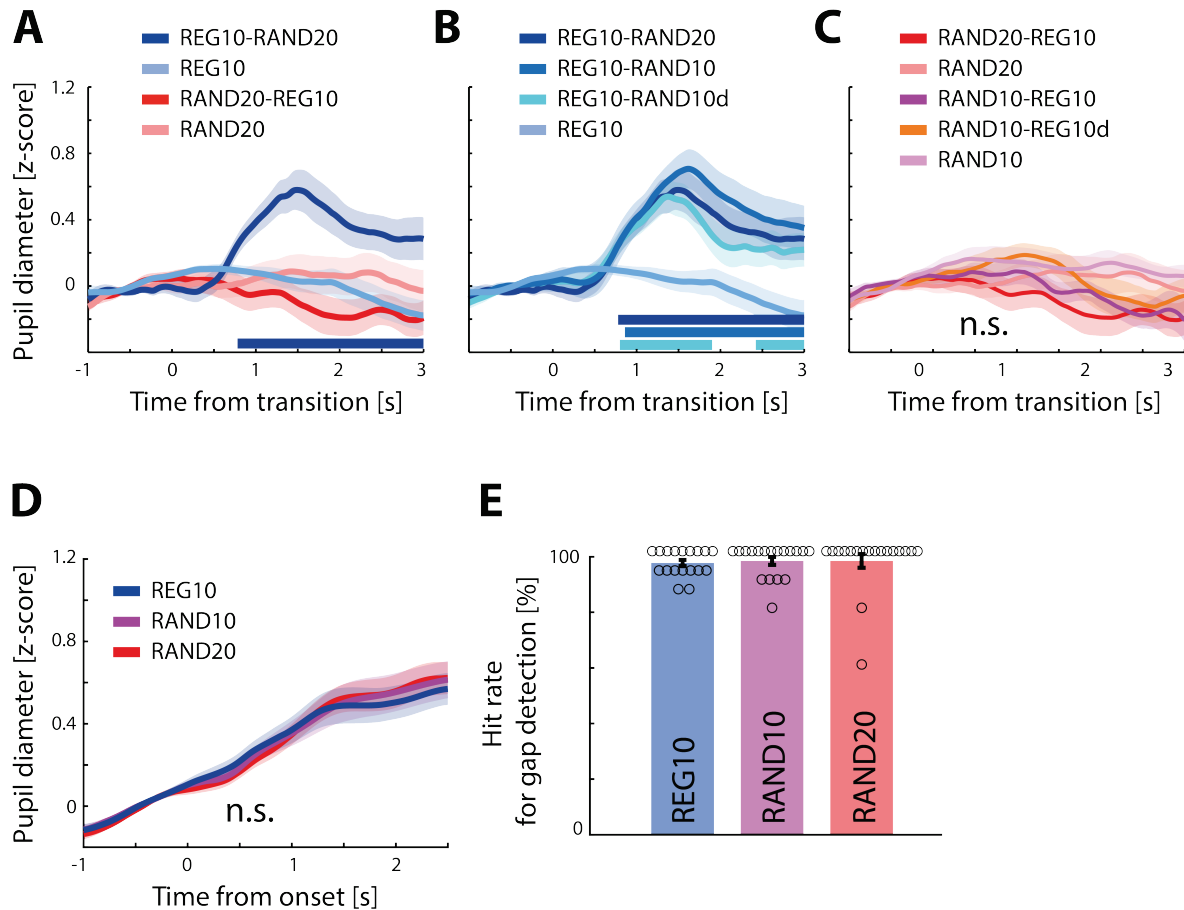 A
REG10-RAND20
REG10
RAND20-REG10
RAND20
Pupil diameter [z-score]
1.2
0.8
0.4
0
-1
0
1
2
3
Time from transition [s]
B
REG10-RAND20
REG10-RAND10
REG10-RAND10d
REG10
0
1
2
3
Time from transition [s]
C
RAND20-REG10
RAND20
RAND10-REG10
RAND10-REG10d
RAND10
n.s.
0
1
2
3
Time from transition [s]
D
REG10
RAND10
RAND20
Pupil diameter [z-score]
1.2
0.8
0.4
0
n.s.
-1
0
1
2
Time from onset [s]
E
Hit rate
for gap detection [%]
100
0
REG10
RAND10
RAND20